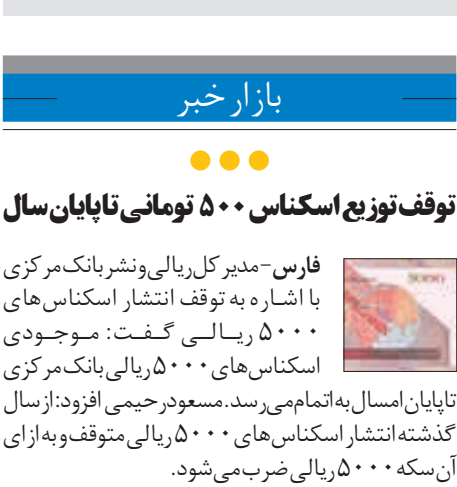 بازار خبر
توقف توزیع اسکناس ۵۰۰ تومانی تا پایان سال
فارس- مدیر کل ریالی و نشر بانک مرکزی
با اشاره به توقف انتشار اسکناس های
۵۰۰۰ ریالی گفت: موجودی
اسکناس های ۵۰۰۰ ریالی بانک مرکزی
تا پایان امسال به اتمام می رسد. مسعود رحیمی افزود: از سال
گذشته انتشار اسکناس های ۵۰۰۰ ریالی متوقف و به ازای
آن سکه ۵۰۰۰ ریالی ضرب می شود.